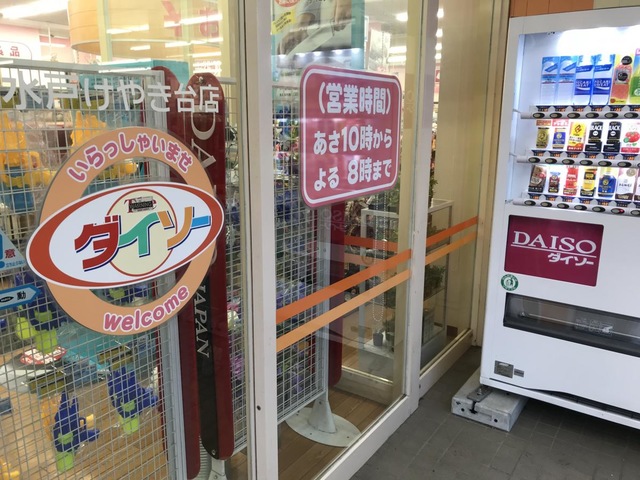 水戸けやき台店
いらっしゃいませ
ダイソー
Welcome
(営業時間)
あさ10時から
よる 8時まで
JAPAN
DAISO
ダイソー